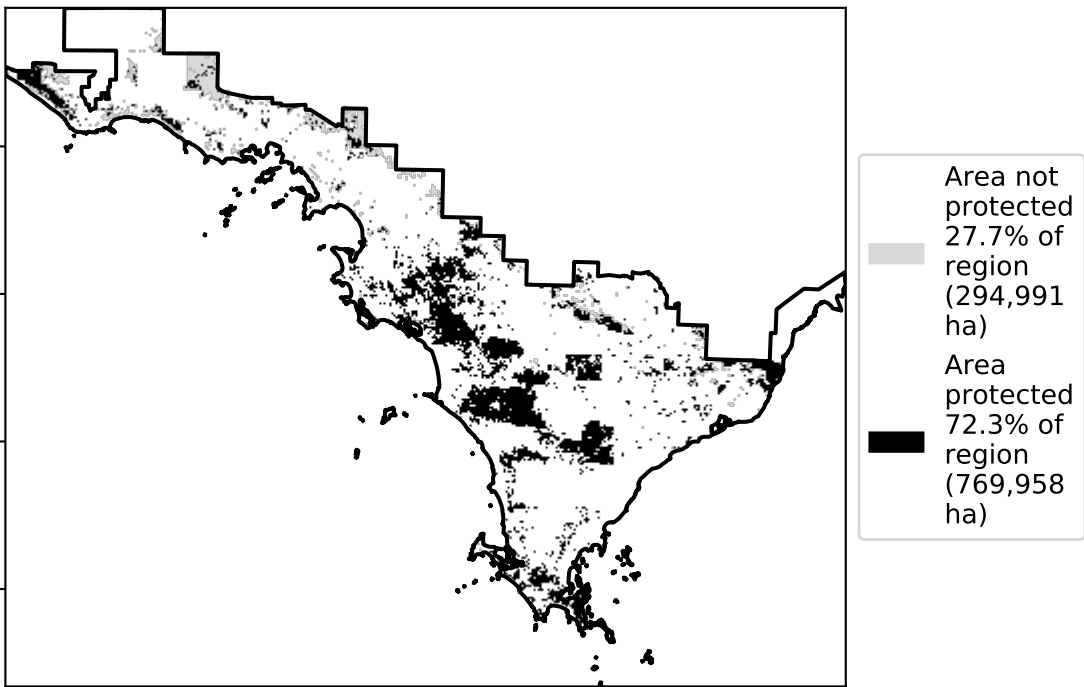 Area not
protected
27.7% of
region
(294,991
ha)
Area
protected
72.3% of
region
(769,958
ha)